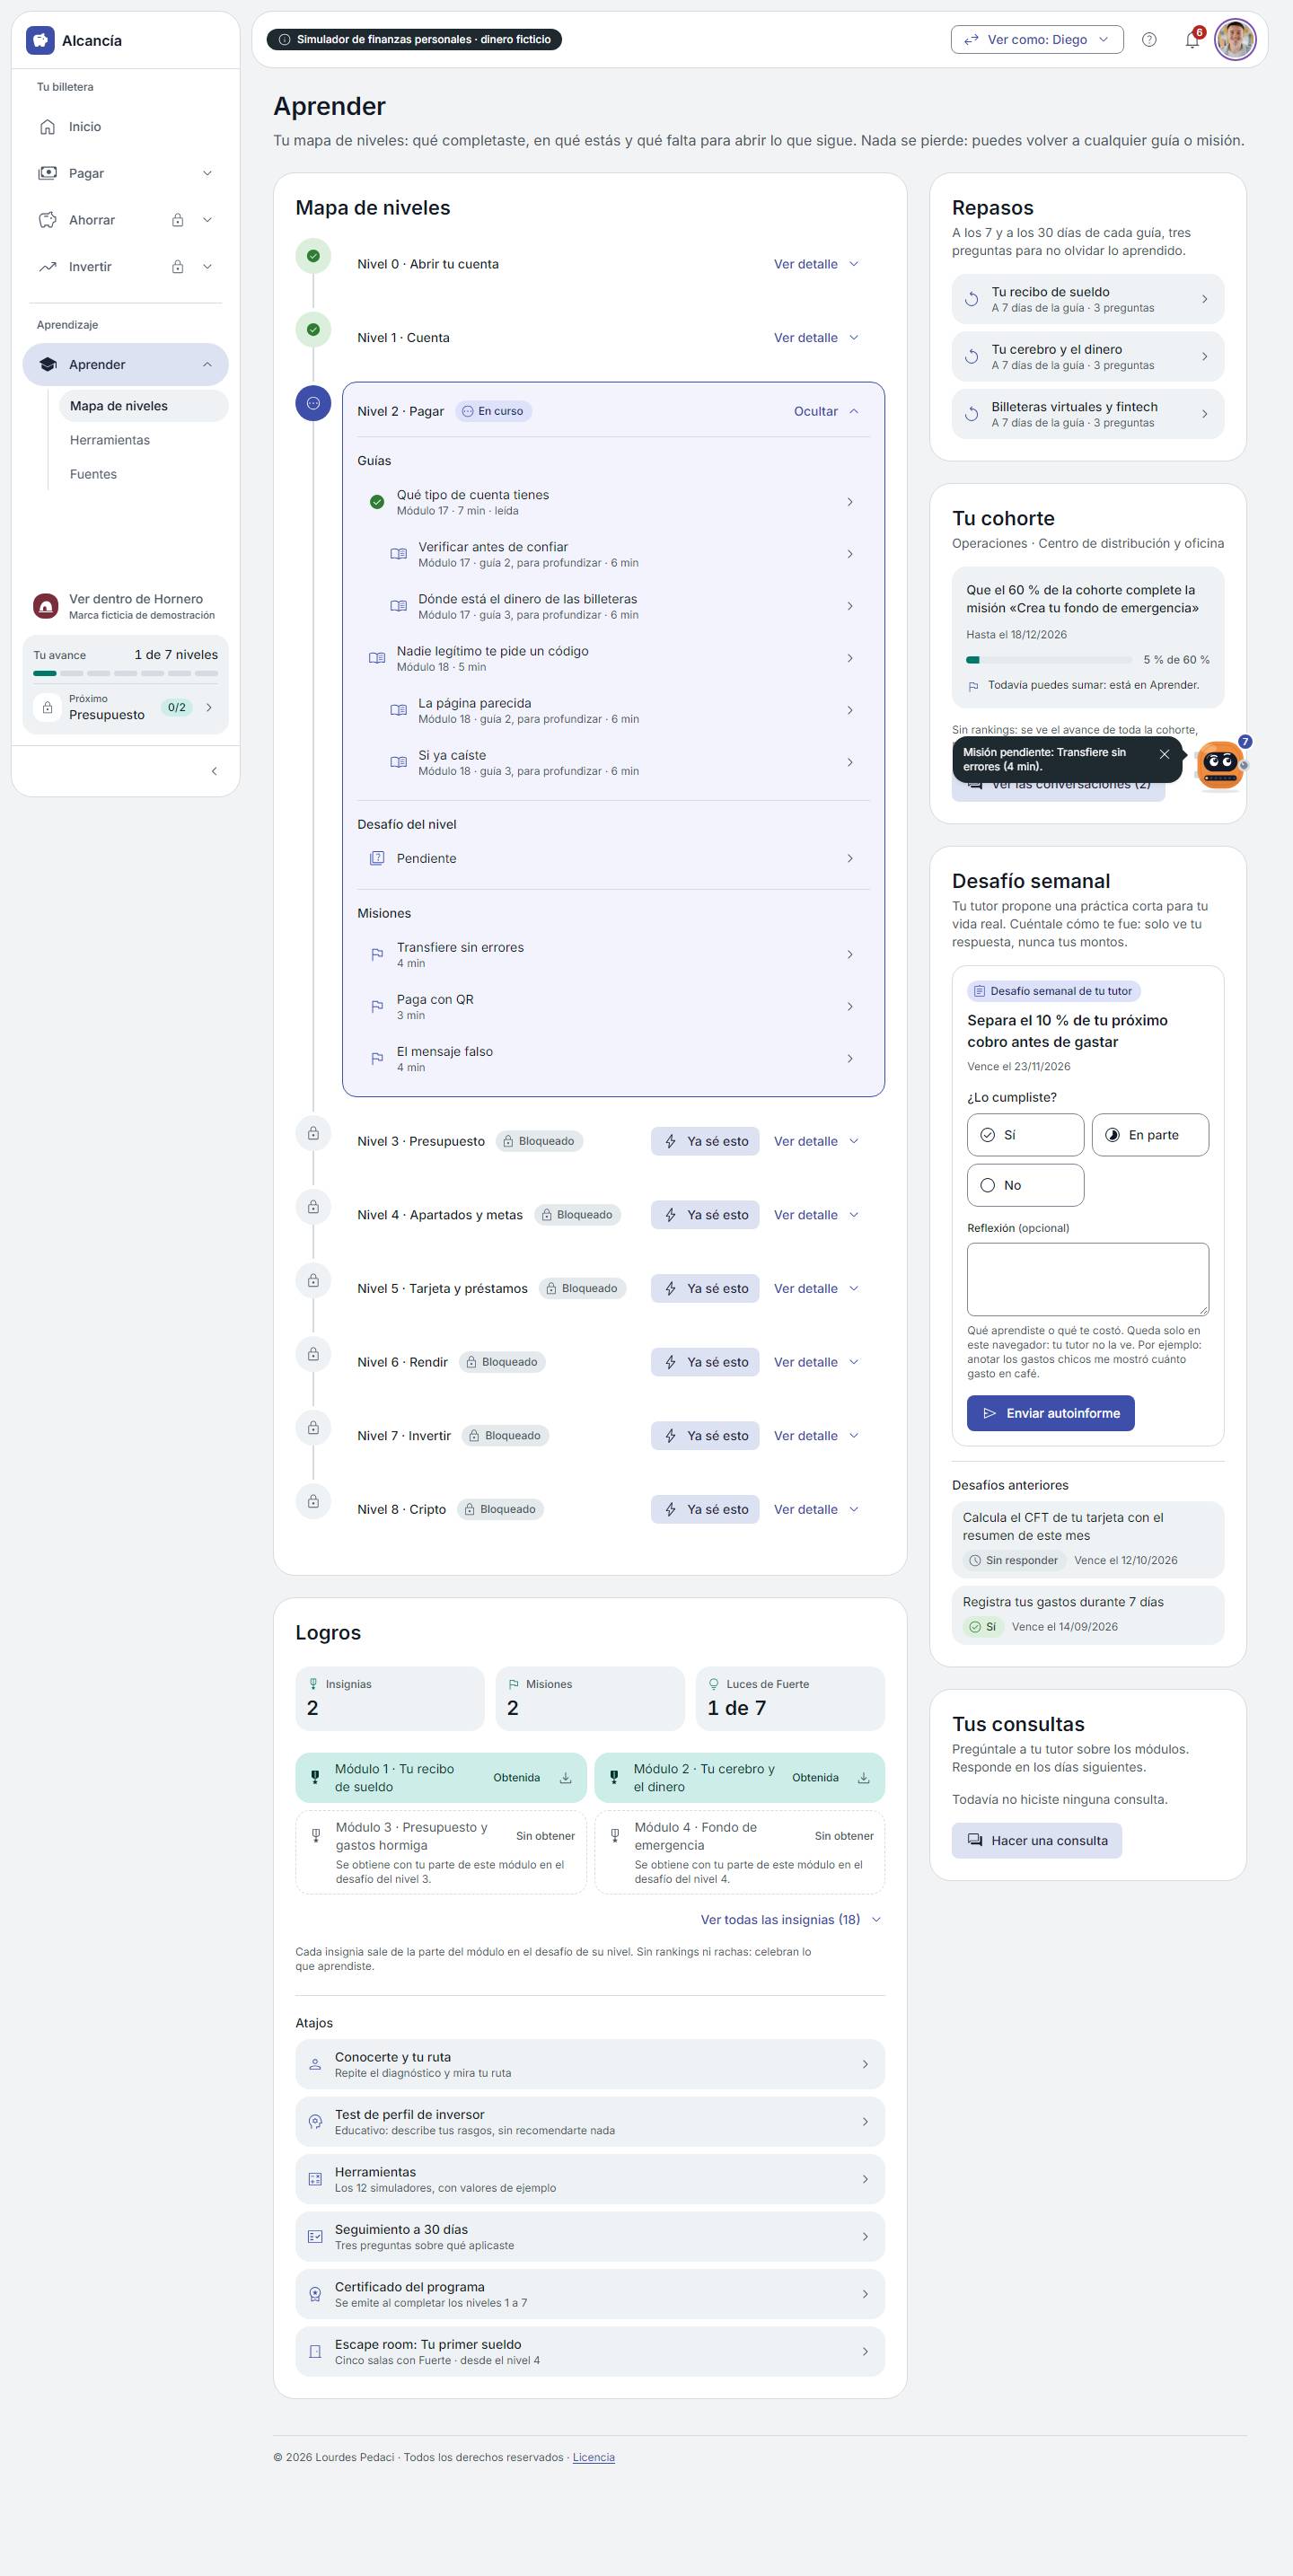 Alcancía
Simulador de finanzas personales · dinero ficticio
Ver como: Diego
6
Tu billetera
Inicio
Pagar
Ahorrar
Invertir
Aprendizaje
Aprender
Mapa de niveles
Herramientas
Fuentes
Ver dentro de Hornero
Marca ficticia de demostración
Tu avance
1 de 7 niveles
Próximo
Presupuesto
0/2
Aprender
Tu mapa de niveles: qué completaste, en qué estás y qué falta para abrir lo que sigue. Nada se pierde: puedes volver a cualquier guía o misión.
Mapa de niveles
Nivel 0 · Abrir tu cuenta
Ver detalle
Nivel 1 · Cuenta
Ver detalle
Nivel 2 · Pagar
En curso
Ocultar
Guías
Qué tipo de cuenta tienes
Módulo 17 · 7 min · leída
Verificar antes de confiar
Módulo 17 · guía 2, para profundizar · 6 min
Dónde está el dinero de las billeteras
Módulo 17 · guía 3, para profundizar · 6 min
Nadie legítimo te pide un código
Módulo 18 · 5 min
La página parecida
Módulo 18 · guía 2, para profundizar · 6 min
Si ya caíste
Módulo 18 · guía 3, para profundizar · 6 min
Desafío del nivel
Pendiente
Misiones
Transfiere sin errores
4 min
Paga con QR
3 min
El mensaje falso
4 min
Nivel 3 · Presupuesto
Bloqueado
Ya sé esto
Ver detalle
Nivel 4 · Apartados y metas
Bloqueado
Ya sé esto
Ver detalle
Nivel 5 · Tarjeta y préstamos
Bloqueado
Ya sé esto
Ver detalle
Nivel 6 · Rendir
Bloqueado
Ya sé esto
Ver detalle
Nivel 7 · Invertir
Bloqueado
Ya sé esto
Ver detalle
Nivel 8 · Cripto
Bloqueado
Ya sé esto
Ver detalle
Logros
Insignias
2
Misiones
2
Luces de Fuerte
1 de 7
Módulo 1 · Tu recibo
de sueldo
Obtenida
Módulo 2 · Tu cerebro y
el dinero
Obtenida
Módulo 3 · Presupuesto y
gastos hormiga
Sin obtener
Se obtiene con tu parte de este módulo en el
desafío del nivel 3.
Módulo 4 · Fondo de
emergencia
Sin obtener
Se obtiene con tu parte de este módulo en el
desafío del nivel 4.
Ver todas las insignias (18)
Cada insignia sale de la parte del módulo en el desafío de su nivel. Sin rankings ni rachas: celebran lo
que aprendiste.
Atajos
Conocerte y tu ruta
Repite el diagnóstico y mira tu ruta
Test de perfil de inversor
Educativo: describe tus rasgos, sin recomendarte nada
Herramientas
Los 12 simuladores, con valores de ejemplo
Seguimiento a 30 días
Tres preguntas sobre qué aplicaste
Certificado del programa
Se emite al completar los niveles 1 a 7
Escape room: Tu primer sueldo
Cinco salas con Fuerte · desde el nivel 4
Repasos
A los 7 y a los 30 días de cada guía, tres
preguntas para no olvidar lo aprendido.
Tu recibo de sueldo
A 7 días de la guía · 3 preguntas
Tu cerebro y el dinero
A 7 días de la guía · 3 preguntas
Billeteras virtuales y fintech
A 7 días de la guía · 3 preguntas
Tu cohorte
Operaciones · Centro de distribución y oficina
Que el 60 % de la cohorte complete la
misión «Crea tu fondo de emergencia»
Hasta el 18/12/2026
5 % de 60 %
Todavía puedes sumar: está en Aprender.
Sin rankings: se ve el avance de toda la cohorte,
Misión pendiente: Transfiere sin
errores (4 min).
7
Ver las conversaciones (2)
Desafío semanal
Tu tutor propone una práctica corta para tu
vida real. Cuéntale cómo te fue: solo ve tu
respuesta, nunca tus montos.
Desafío semanal de tu tutor
Separa el 10 % de tu próximo
cobro antes de gastar
Vence el 23/11/2026
¿Lo cumpliste?
Sí
En parte
No
Reflexión (opcional)
Qué aprendiste o qué te costó. Queda solo en
este navegador: tu tutor no la ve. Por ejemplo:
anotar los gastos chicos me mostró cuánto
gasto en café.
Enviar autoinforme
Desafíos anteriores
Calcula el CFT de tu tarjeta con el
resumen de este mes
Sin responder
Vence el 12/10/2026
Registra tus gastos durante 7 días
Sí
Vence el 14/09/2026
Tus consultas
Pregúntale a tu tutor sobre los módulos.
Responde en los días siguientes.
Todavía no hiciste ninguna consulta.
Hacer una consulta
© 2026 Lourdes Pedaci · Todos los derechos reservados · Licencia